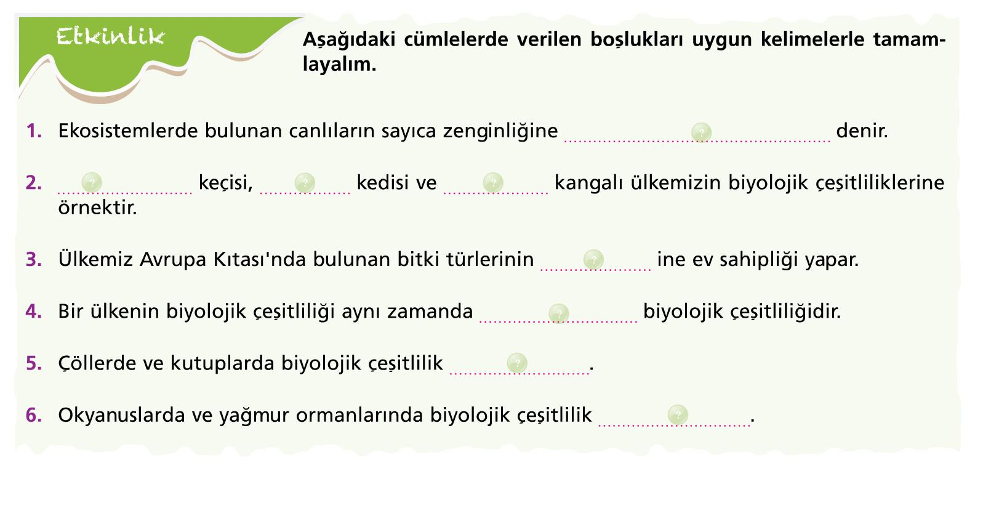 Etkinlik
Aşağıdaki cümlelerde verilen boşlukları uygun kelimelerle tamam-
layalım.
1. Ekosistemlerde bulunan canlıların sayıca zenginliğine ........ ? ........ denir.
2. ........ ? ........ keçisi, ........ ? ........ kedisi ve ........ ? ........ kangalı ülkemizin biyolojik çeşitliliklerine
örnektir.
3. Ülkemiz Avrupa Kıtası'nda bulunan bitki türlerinin ........ ? ........ ine ev sahipliği yapar.
4. Bir ülkenin biyolojik çeşitliliği aynı zamanda ........ ? ........ biyolojik çeşitliliğidir.
5. Çöllerde ve kutuplarda biyolojik çeşitlilik ........ ? ........ .
6. Okyanuslarda ve yağmur ormanlarında biyolojik çeşitlilik ........ ? ........ .